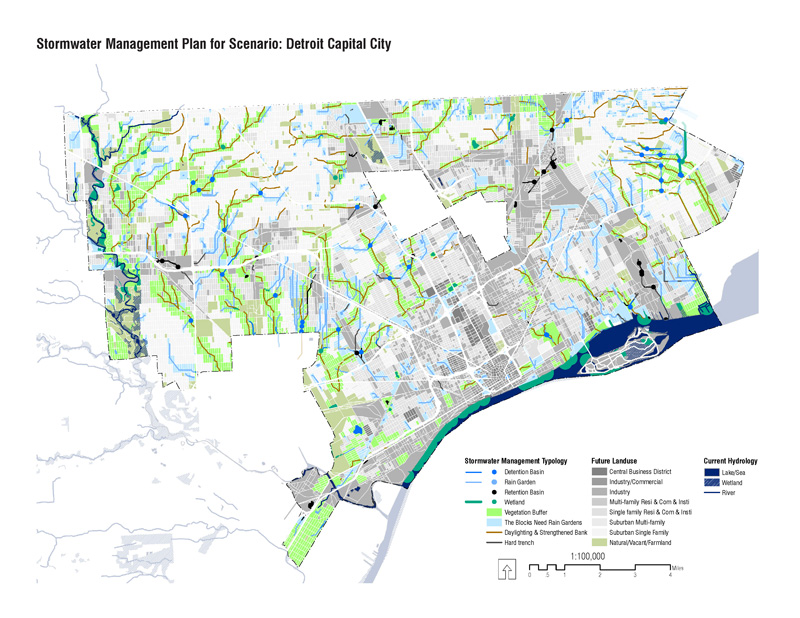 Stormwater Management Plan for Scenario: Detroit Capital City
Stormwater Management Typology
Detention Basin
Rain Garden
Retention Basin
Wetland
Vegetation Buffer
The Blocks Need Rain Gardens
Daylighting & Strengthened Bank
Hard trench
Future Landuse
Central Business District
Industry/Commercial
Industry
Multi-family Resi & Com & Insti
Single family Resi & Com & Insti
Suburban Multi-family
Suburban Single Family
Natural/Vacant/Farmland
Current Hydrology
Lake/Sea
Wetland
River
1:100,000
0 .5 1 2 3 4 Miles